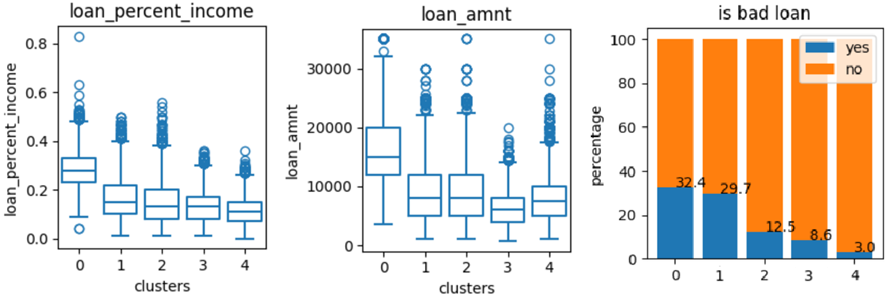 loan_percent_income
loan_percent_income
0.8
0.6
0.4
0.2
0.0
0 1 2 3 4
clusters
loan_amnt
loan_amnt
30000
20000
10000
0
0 1 2 3 4
clusters
is bad loan
percentage
100
80
60
40
20
0
yes
no
32.4
29.7
12.5
8.6
3.0
0 1 2 3 4